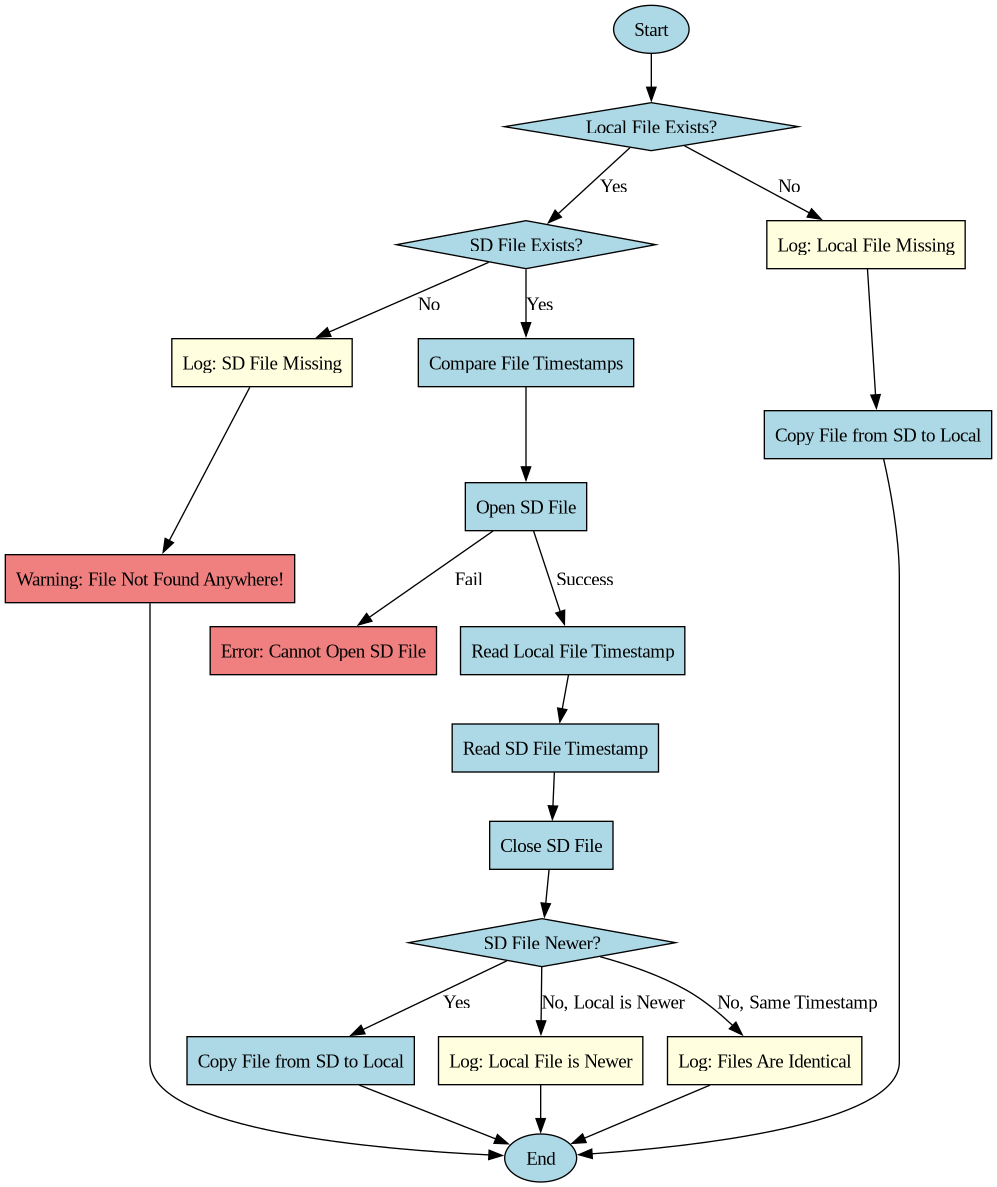 Start
Local File Exists?
Yes
No
SD File Exists?
Log: Local File Missing
No
Yes
Log: SD File Missing
Compare File Timestamps
Copy File from SD to Local
Open SD File
Warning: File Not Found Anywhere!
Fail
Success
Error: Cannot Open SD File
Read Local File Timestamp
Read SD File Timestamp
Close SD File
SD File Newer?
Yes
No, Local is Newer
No, Same Timestamp
Copy File from SD to Local
Log: Local File is Newer
Log: Files Are Identical
End